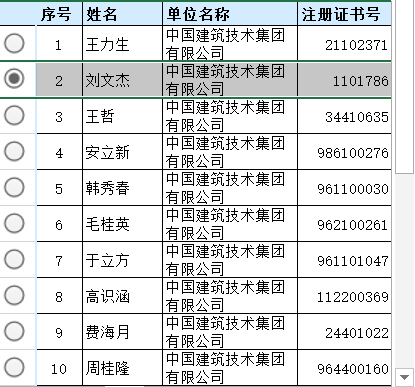 序号 姓名 单位名称 注册证书号
1 王力生 中国建筑技术集团有限公司 21102371
2 刘文杰 中国建筑技术集团有限公司 1101786
3 王哲 中国建筑技术集团有限公司 34410635
4 安立新 中国建筑技术集团有限公司 986100276
5 韩秀春 中国建筑技术集团有限公司 961100030
6 毛桂英 中国建筑技术集团有限公司 962100261
7 于立方 中国建筑技术集团有限公司 961101047
8 高识涵 中国建筑技术集团有限公司 112200369
9 费海月 中国建筑技术集团有限公司 24401022
10 周桂隆 中国建筑技术集团有限公司 964400160